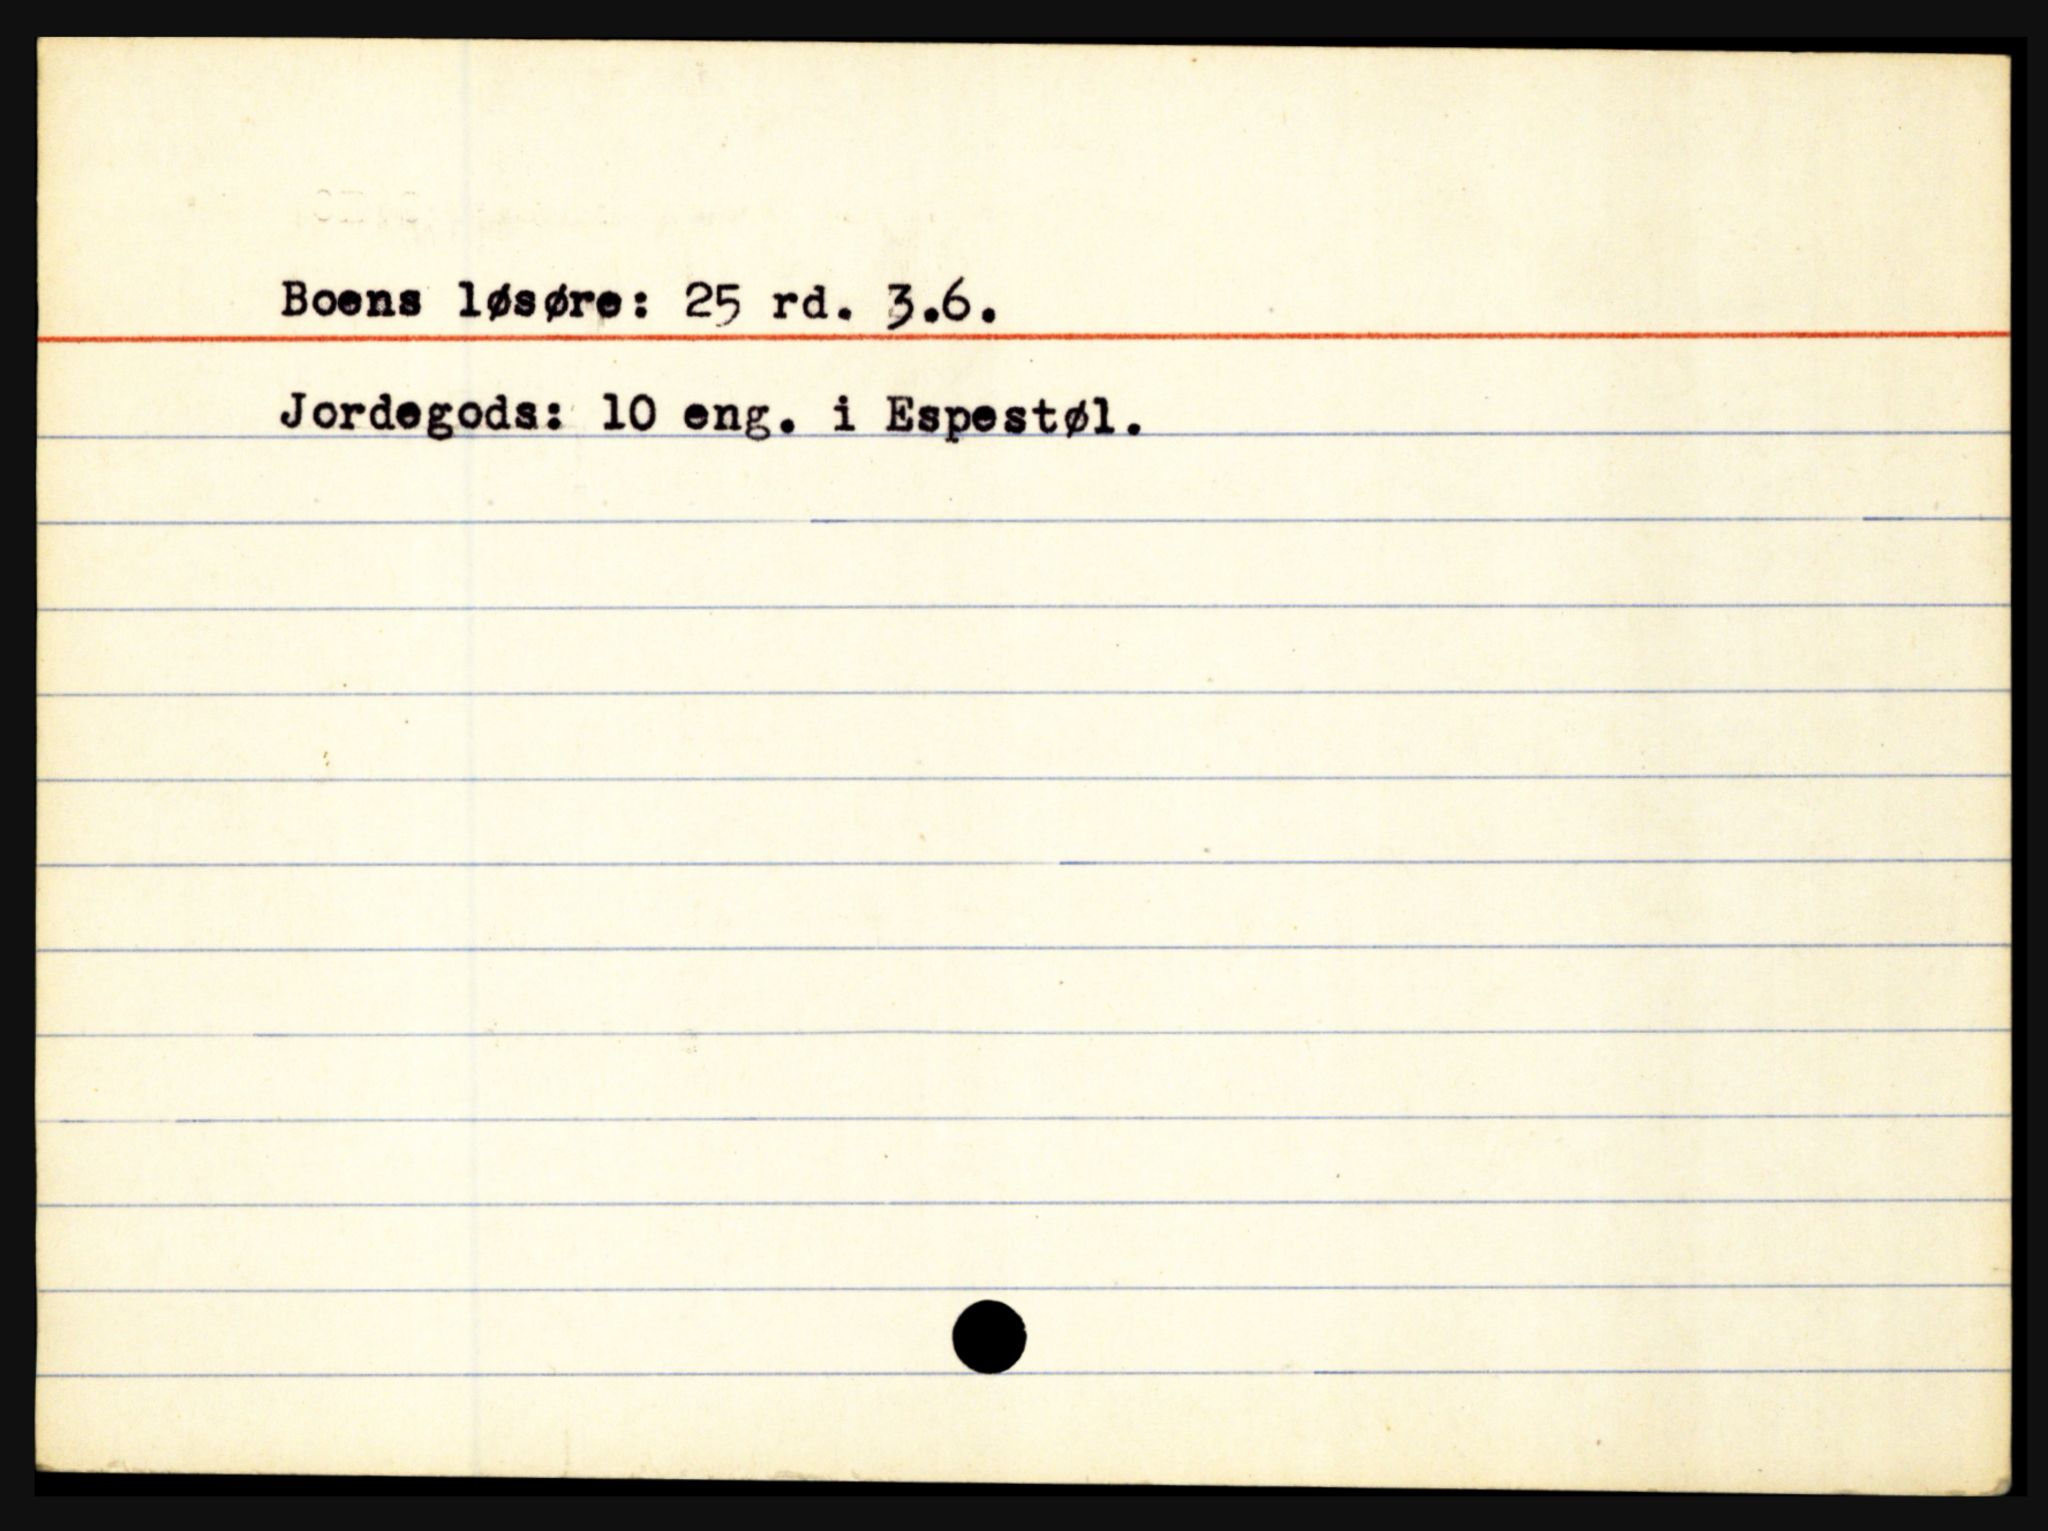 Boens løsøre: 25 rd. 3.6.
Jordegods: 10 eng. i Espestøl.